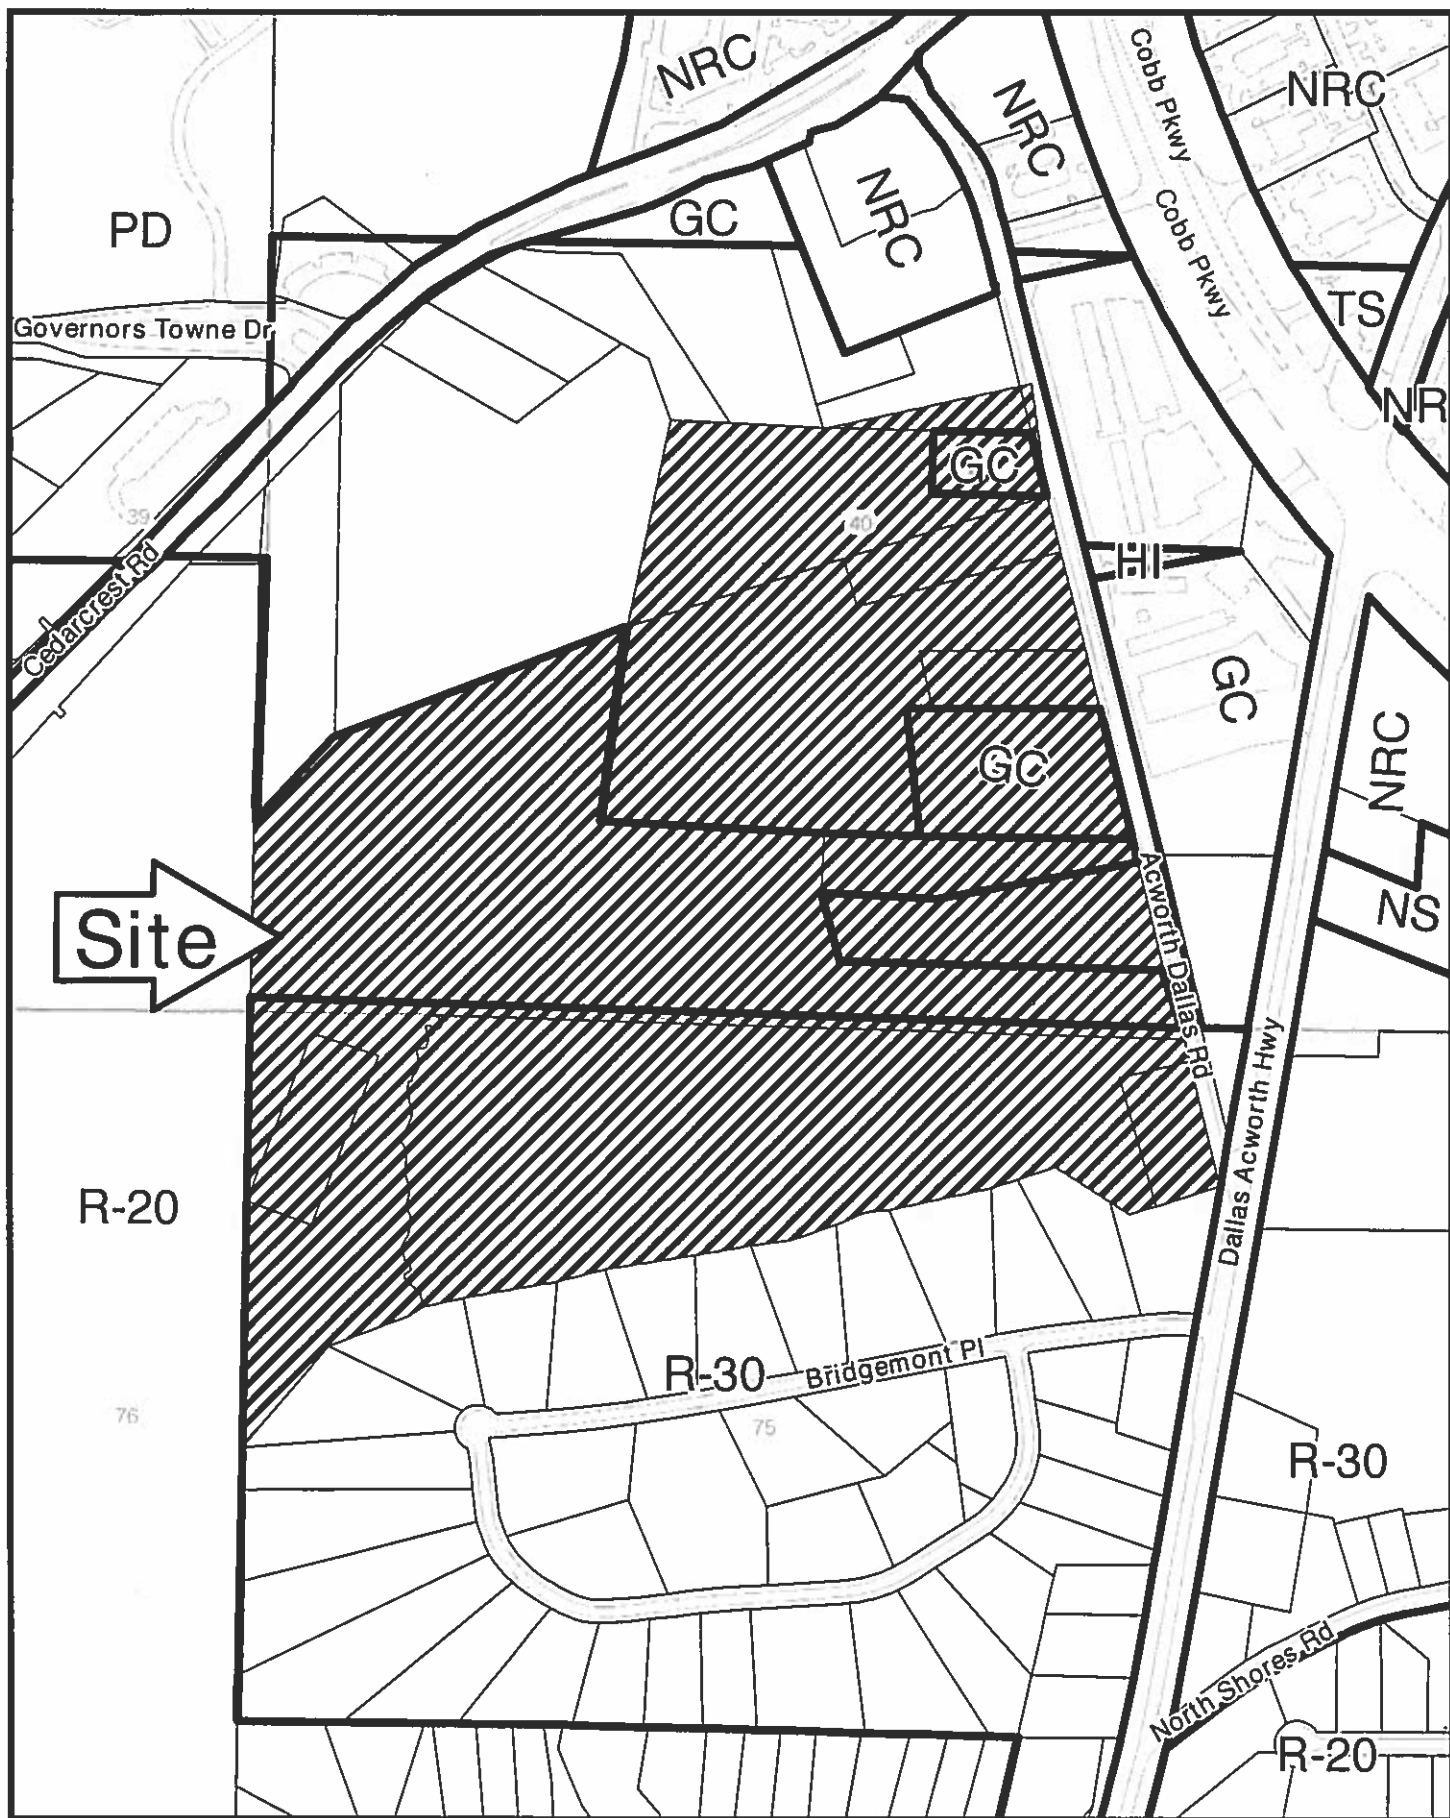 NRC
Cobb Pkwy
NRC
NRC
NRC
PD
GC
Cobb Pkwy
TS
Governors Towne Dr
NR
GC
39
40
Cedarcrest Rd
HI
GC
GC
NRC
Site
Acworth Dallas Rd
NS
Dallas Acworth Hwy
R-20
R-30
Bridgemont Pl
76
75
R-30
North Shores Rd
R-20